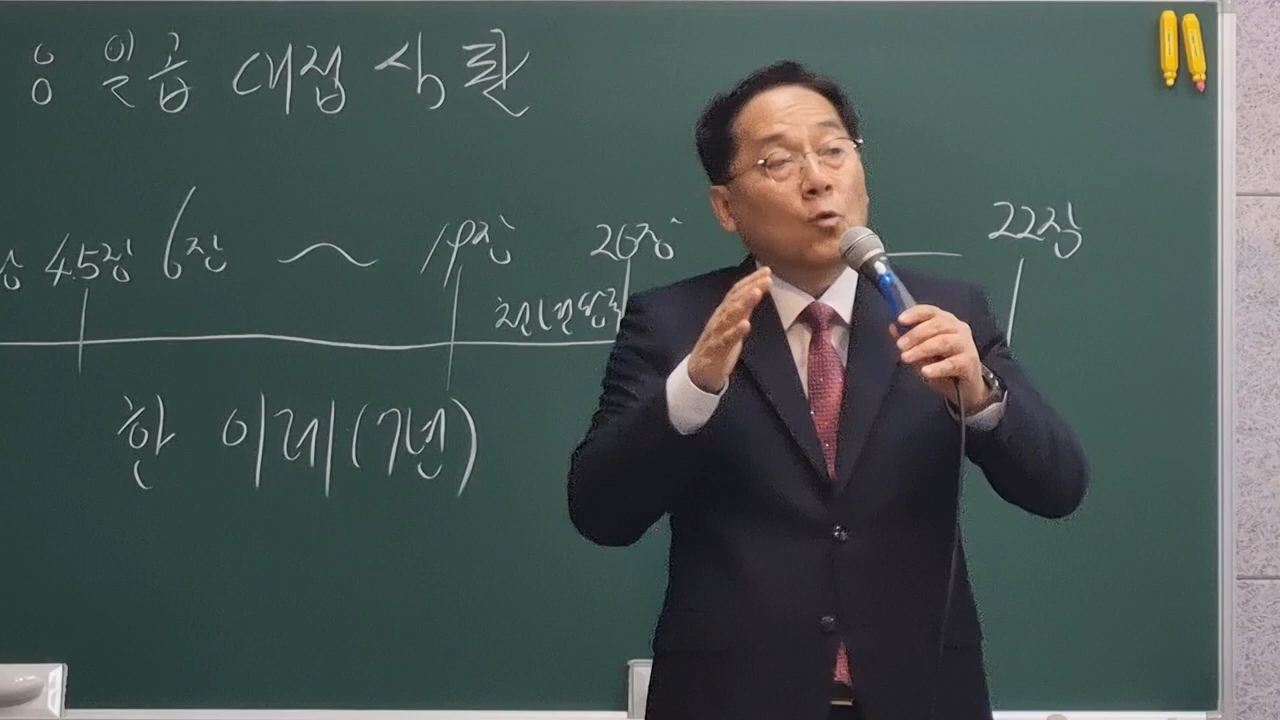 응 일곱 대접 심판
4.5장 6장 ~ 19장 20장 22장
천년왕국
한 이레(7년)